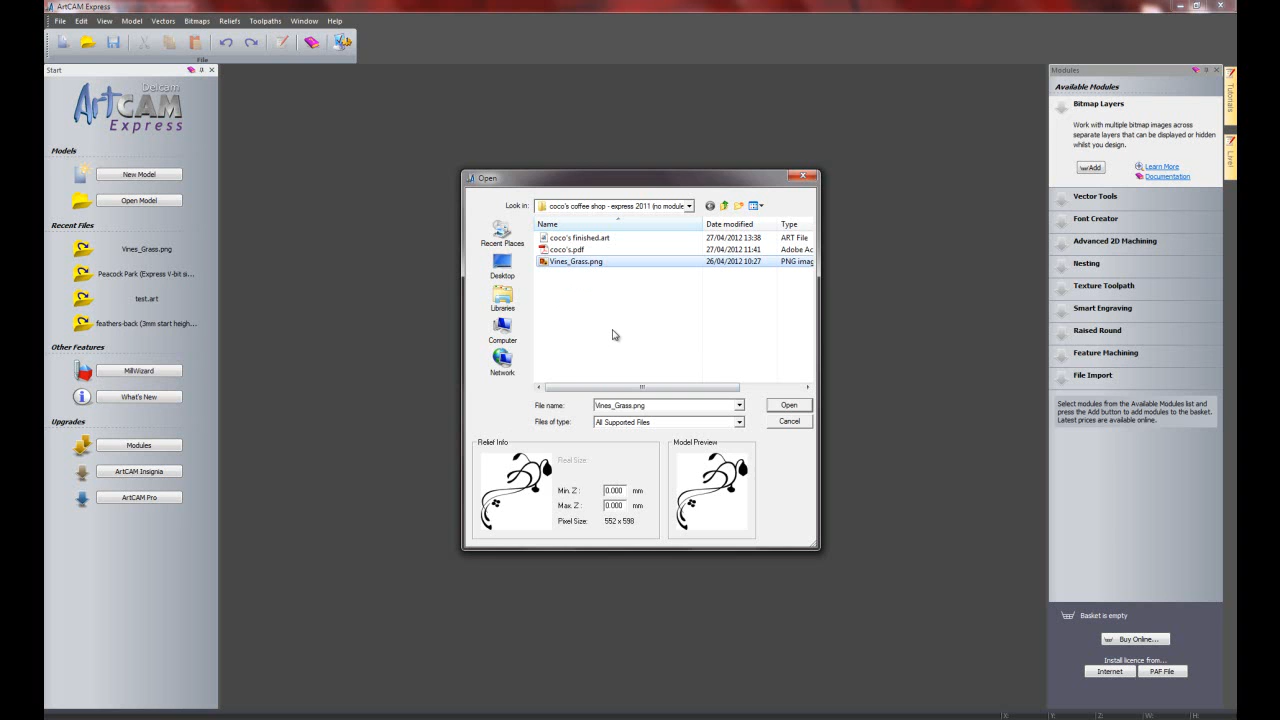 ArtCAM Express
File Edit View Model Vectors Bitmaps Reliefs Toolpaths Window Help
File
Start
Delcam
ArtCAM
Express
Models
New Model
Open Model
Recent Files
Vines_Grass.png
Peacock Park (Express V-bit s...
test.art
feathers-back (3mm start heigh...
Other Features
MillWizard
What's New
Upgrades
Modules
ArtCAM Insignia
ArtCAM Pro
Open
Look in: coco's coffee shop - express 2011 (no module
Name Date modified Type
coco's finished.art 27/04/2012 13:38 ART File
coco's.pdf 27/04/2012 11:41 Adobe Ac
Vines_Grass.png 26/04/2012 10:27 PNG imag
Recent Places
Desktop
Libraries
Computer
Network
File name: Vines_Grass.png Open
Files of type: All Supported Files Cancel
Relief Info
Real Size:
Min. Z : 0.000 mm
Max. Z : 0.000 mm
Pixel Size: 552 x 598
Model Preview
Modules
Available Modules
Bitmap Layers
Work with multiple bitmap images across
separate layers that can be displayed or hidden
whilst you design.
Add
Learn More
Documentation
Vector Tools
Font Creator
Advanced 2D Machining
Nesting
Texture Toolpath
Smart Engraving
Raised Round
Feature Machining
File Import
Select modules from the Available Modules list and
press the Add button to add modules to the basket.
Latest prices are available online.
Basket is empty
Buy Online...
Install licence from...
Internet PAF File
Tutorials
Live!
X: Y: Z: W: H: